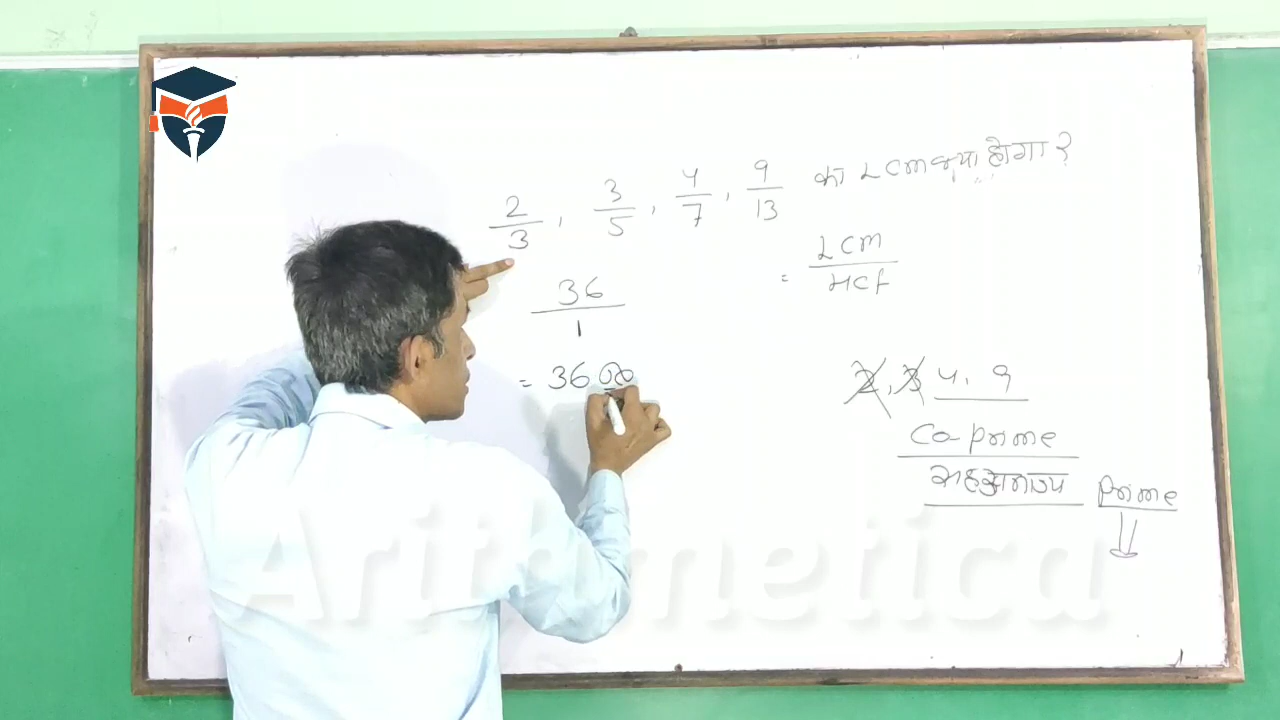 2/3, 3/5, 4/7, 9/13 का LCM क्या होगा?
= LCM/HCF
36/1
= 36
2, 3 4, 9
Co prime
सहअभाज्य
prime
Arithmetica